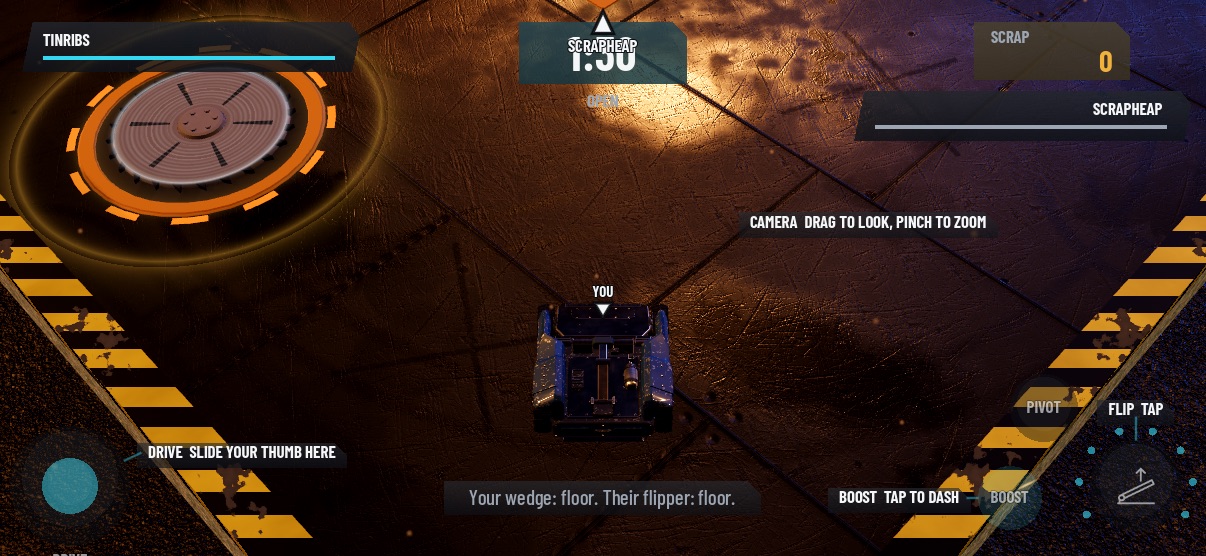 TINRIBS
SCRAPHEAP
1:30
OPEN
SCRAP
0
SCRAPHEAP
CAMERA DRAG TO LOOK, PINCH TO ZOOM
YOU
PIVOT
FLIP TAP
DRIVE SLIDE YOUR THUMB HERE
Your wedge: floor. Their flipper: floor.
BOOST TAP TO DASH
BOOST
DRIVE